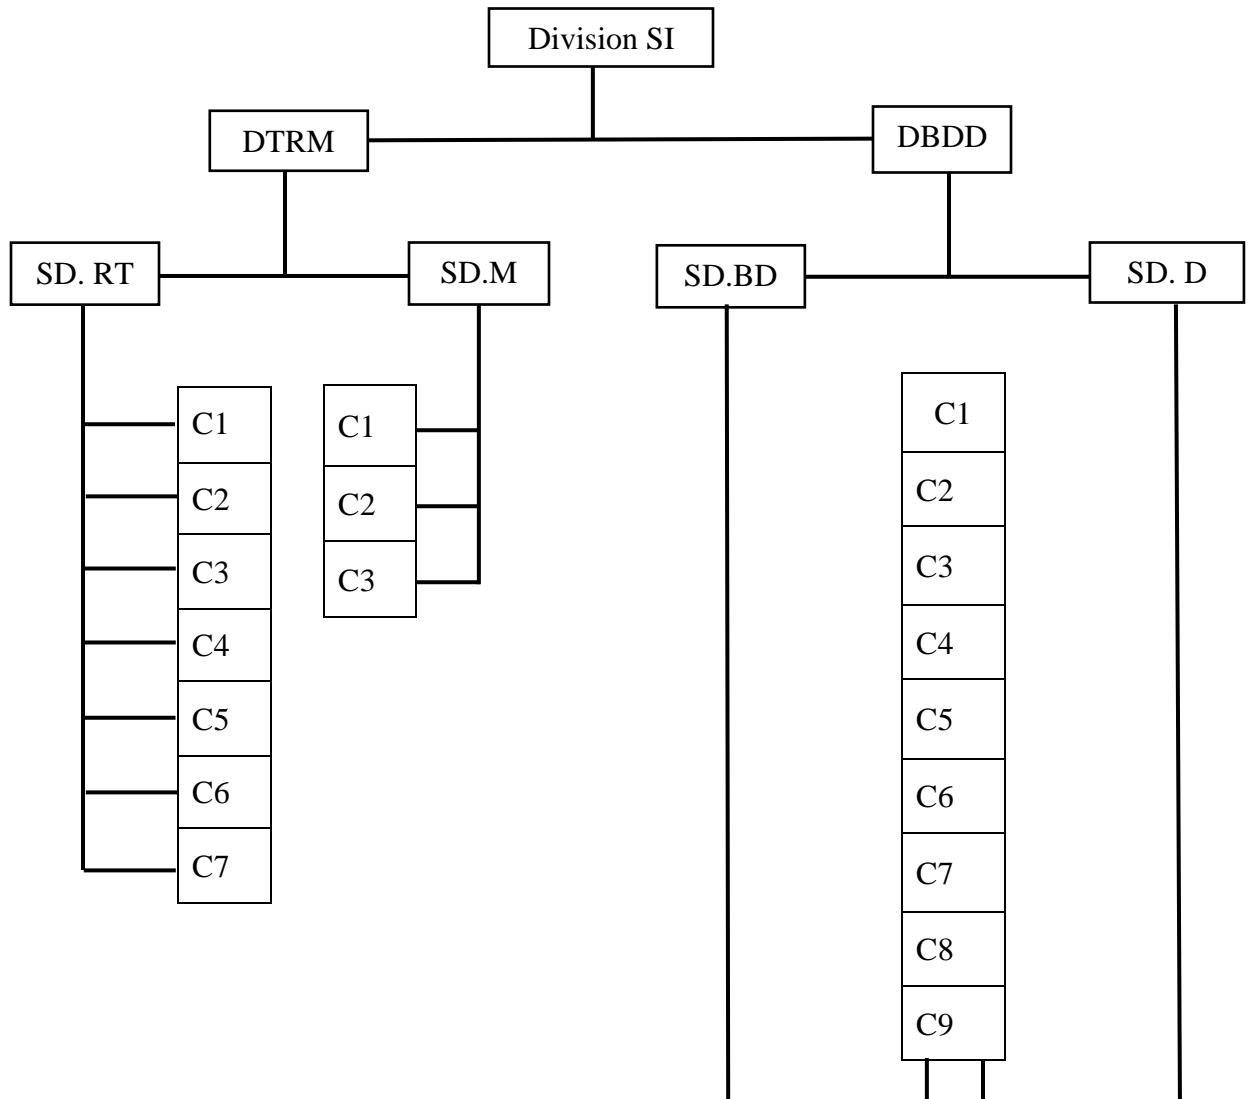 Division SI
DTRM
DBDD
SD. RT
SD.M
SD.BD
SD. D
C1
C2
C3
C4
C5
C6
C7
C1
C2
C3
C1
C2
C3
C4
C5
C6
C7
C8
C9